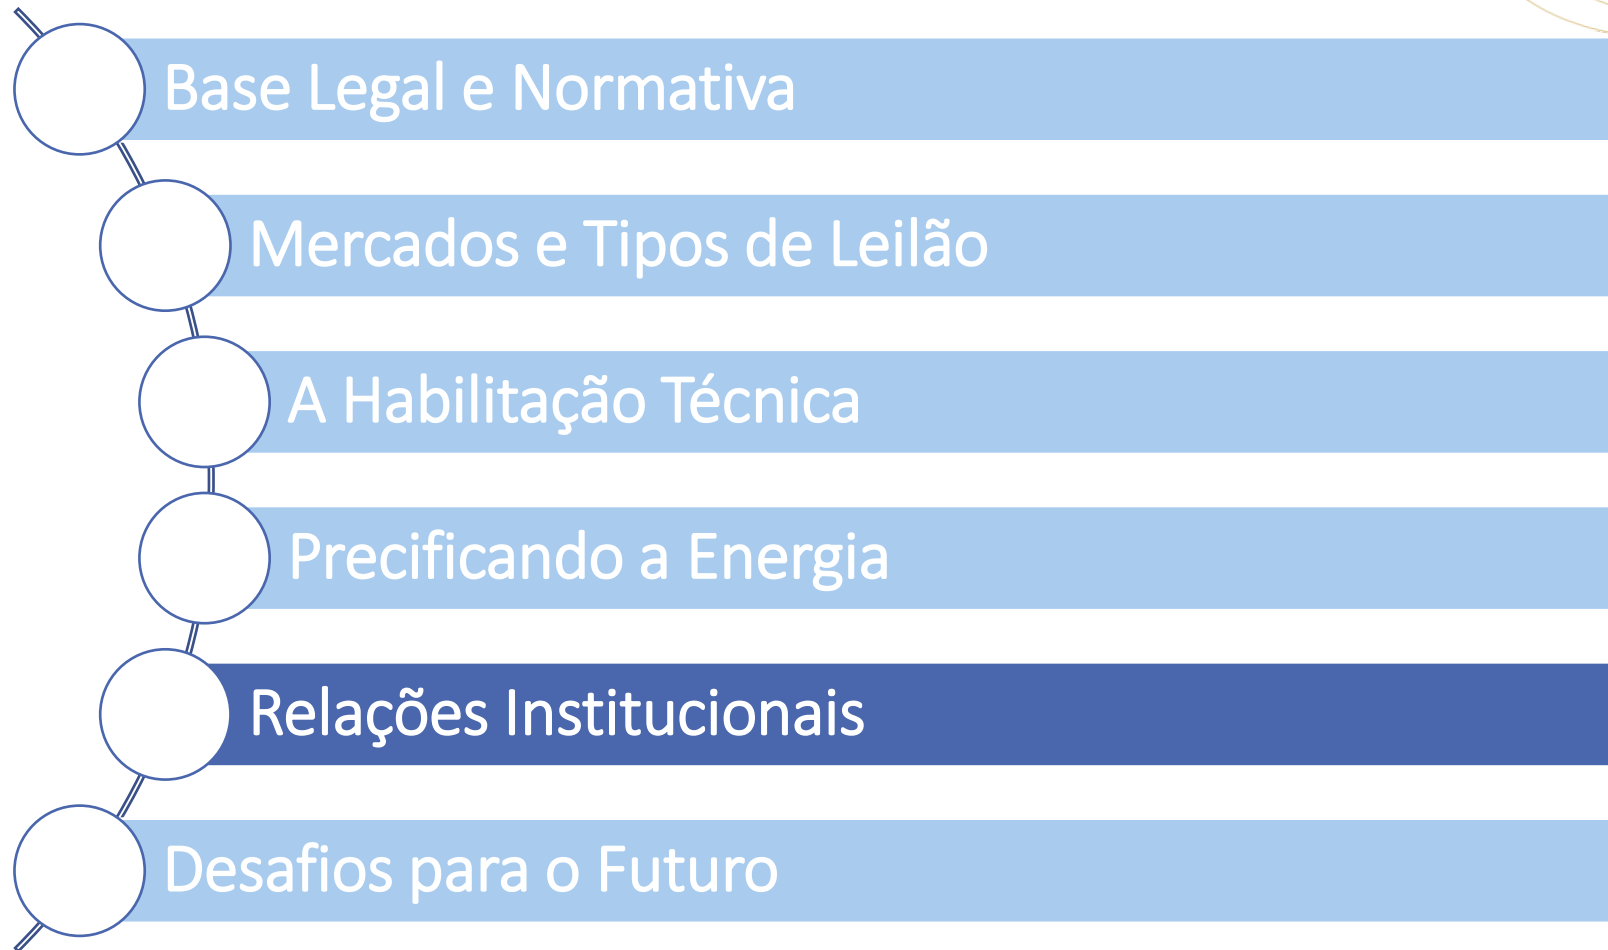 Base Legal e Normativa
Mercados e Tipos de Leilão
A Habilitação Técnica
Precificando a Energia
Relações Institucionais
Desafios para o Futuro